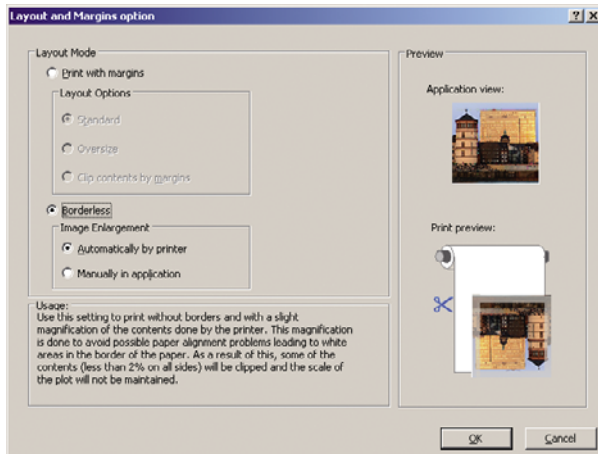 Layout and Margins option
Layout Mode
Print with margins
Layout Options
Standard
Oversize
Clip contents by margins
Borderless
Image Enlargement
Automatically by printer
Manually in application
Usage:
Use this setting to print without borders and with a slight
magnification of the contents done by the printer. This magnification
is done to avoid possible paper alignment problems leading to white
areas in the border of the paper. As a result of this, some of the
contents (less than 2% on all sides) will be clipped and the scale of
the plot will not be maintained.
Preview
Application view:
Print preview:
OK
Cancel